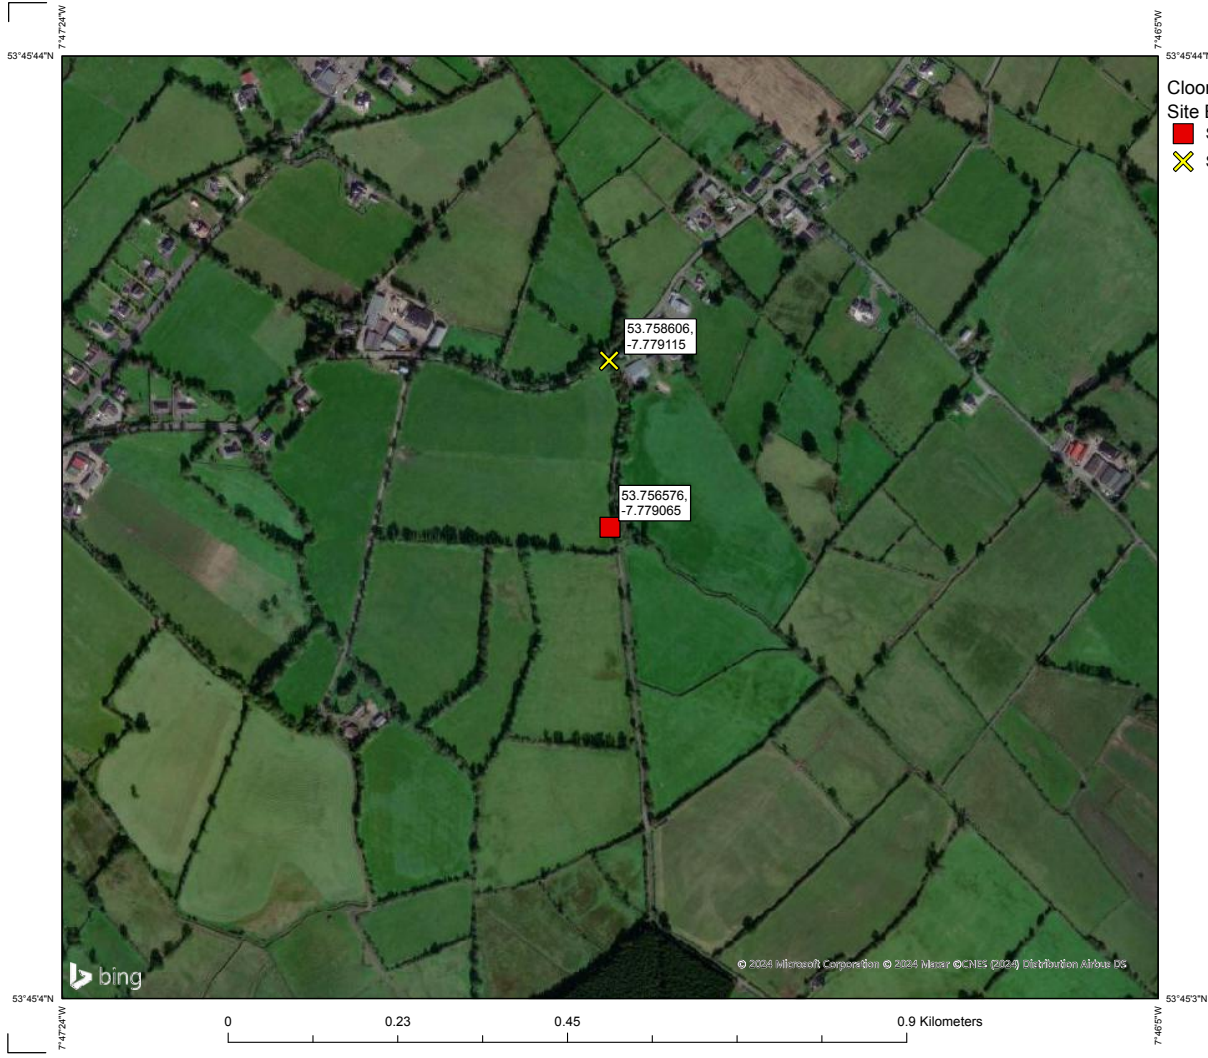 7°47'24"W
7°46'5"W
53°45'44"N
53°45'44"N
Cloon
Site E
53.758606,
-7.779115
53.756576,
-7.779065
bing
© 2024 Microsoft Corporation © 2024 Maxar ©CNES (2024) Distribution Airbus DS
53°45'4"N
53°45'3"N
7°47'24"W
7°46'5"W
0 0.23 0.45 0.9 Kilometers